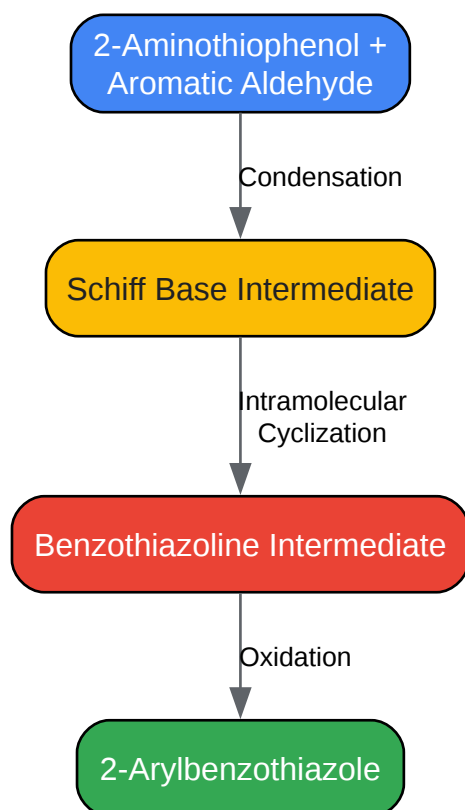 2-Aminothiophenol +
Aromatic Aldehyde
Condensation
Schiff Base Intermediate
Intramolecular
Cyclization
Benzothiazoline Intermediate
Oxidation
2-Arylbenzothiazole